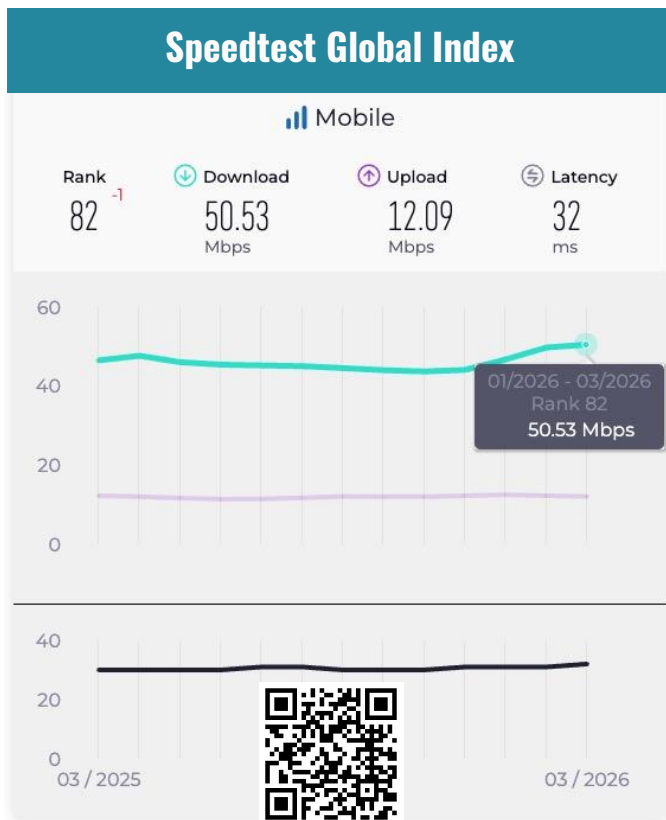 Speedtest Global Index
Mobile
Rank Download Upload Latency
82 -1 50.53 12.09 32
Mbps Mbps ms
60
40
20
0
01/2026 - 03/2026
Rank 82
50.53 Mbps
40
20
0
03 / 2025 03 / 2026